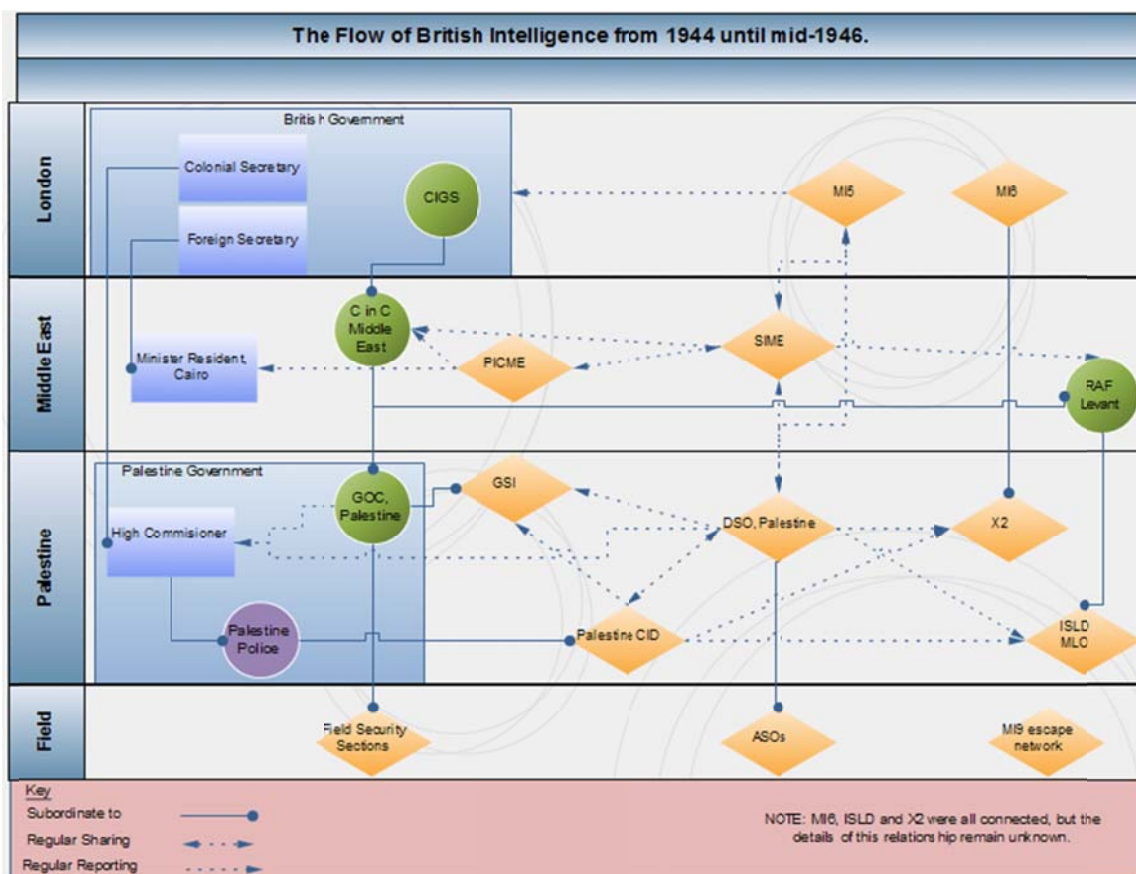 The Flow of British Intelligence from 1944 until mid-1946.
London
British Government
Colonial Secretary
Foreign Secretary
CIGS
MI5
MI6
Middle East
C in C
Middle
East
Minister Resident,
Cairo
PICME
SIME
RAF
Levant
Palestine
Palestine Government
GOC,
Palestine
High Commisioner
Palestine
Police
GSI
DSO, Palestine
X2
Palestine CID
ISLD
MLO
Field
Field Security
Sections
ASOs
MI9 escape
network
Key
Subordinate to
Regular Sharing
Regular Reporting
NOTE: MI6, ISLD and X2 were all connected, but the
details of this relationship remain unknown.